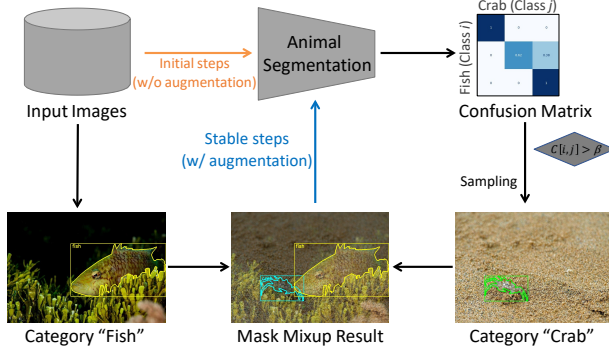 Crab (Class j)
Fish (Class i)
Initial steps
(w/o augmentation)
Animal
Segmentation
Input Images
Confusion Matrix
Stable steps
(w/ augmentation)
C[i,j] > β
Sampling
fish
fish
Category “Fish”
Mask Mixup Result
Category “Crab”